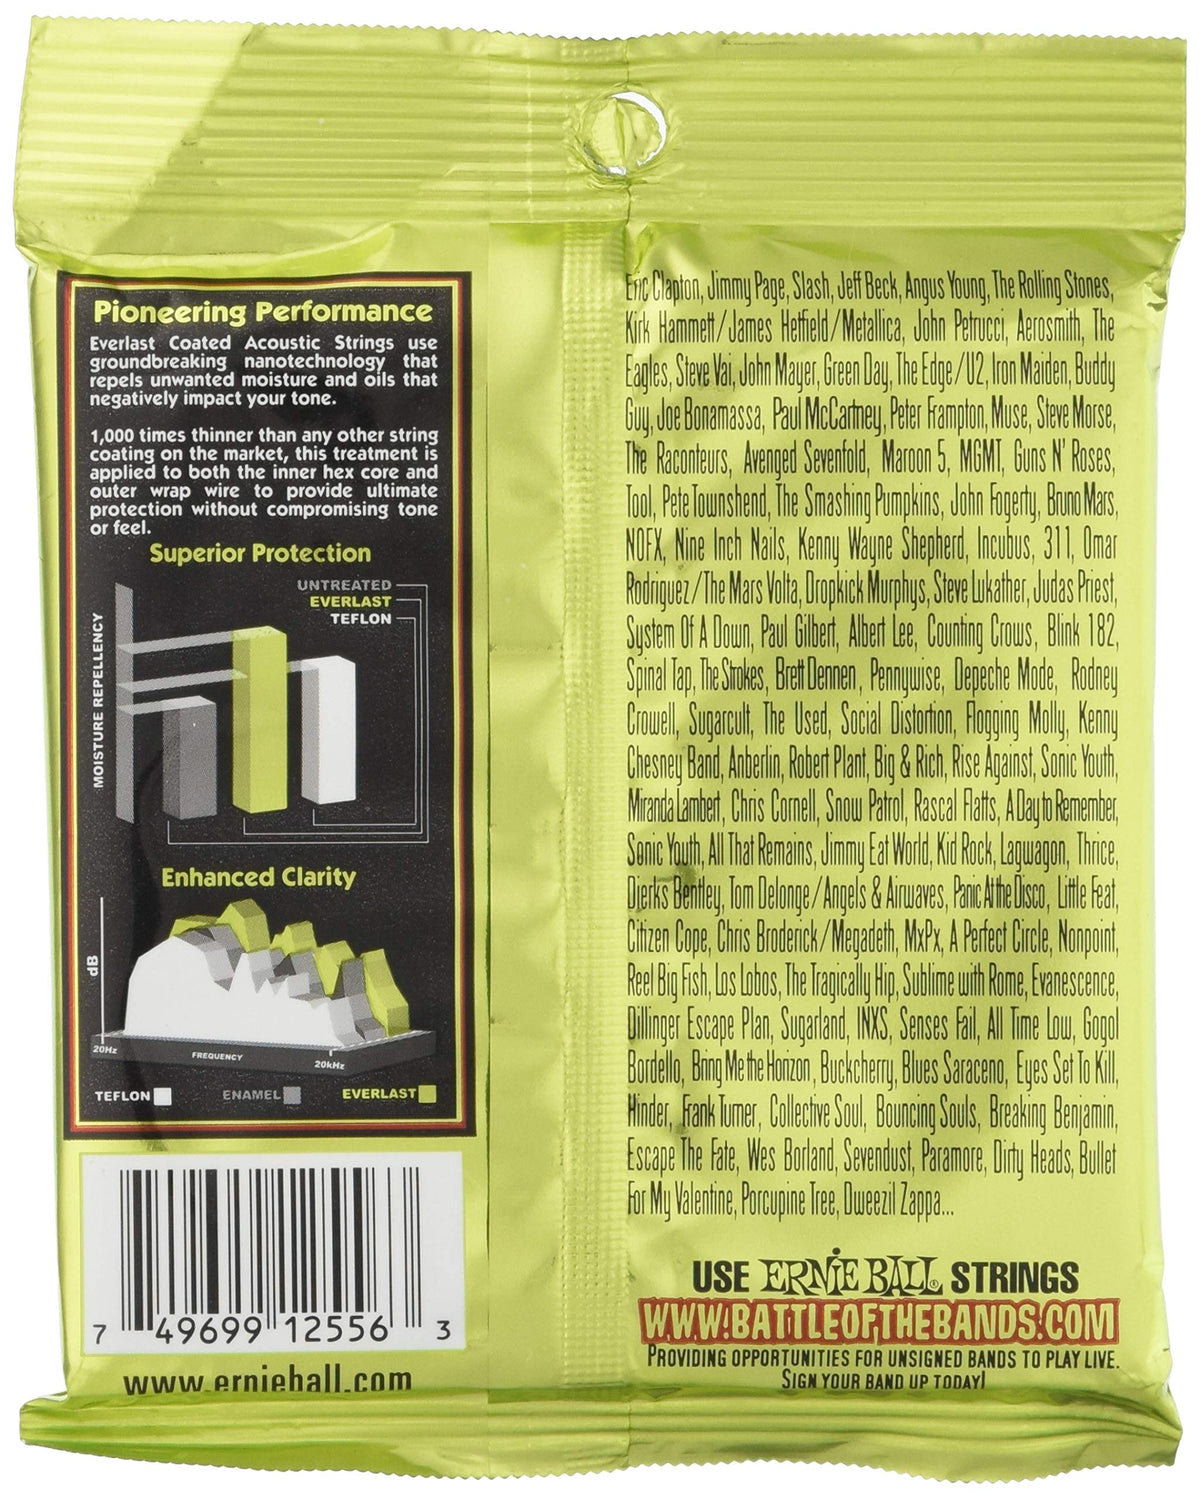 Pioneering Performance
Everlast Coated Acoustic Strings use
groundbreaking nanotechnology that
repels unwanted moisture and oils that
negatively impact your tone.
1,000 times thinner than any other string
coating on the market, this treatment is
applied to both the inner hex core and
outer wrap wire to provide ultimate
protection without compromising tone
or feel.
Superior Protection
UNTREATED
EVERLAST
TEFLON
MOISTURE REPELLENCY
Enhanced Clarity
dB
20Hz
FREQUENCY
20kHz
TEFLON
ENAMEL
EVERLAST
7 49699 12556 3
www.ernieball.com
Eric Clapton, Jimmy Page, Slash, Jeff Beck, Angus Young, The Rolling Stones,
Kirk Hammett/James Hetfield/Metallica, John Petrucci, Aerosmith, The
Eagles, Steve Vai, John Mayer, Green Day, The Edge/U2, Iron Maiden, Buddy
Guy, Joe Bonamassa, Paul McCartney, Peter Frampton, Muse, Steve Morse,
The Raconteurs, Avenged Sevenfold, Maroon 5, MGMT, Guns N' Roses,
Tool, Pete Townshend, The Smashing Pumpkins, John Fogerty, Bruno Mars,
NOFX, Nine Inch Nails, Kenny Wayne Shepherd, Incubus, 311, Omar
Rodriguez/The Mars Volta, Dropkick Murphys, Steve Lukather, Judas Priest,
System Of A Down, Paul Gilbert, Albert Lee, Counting Crows, Blink 182,
Spinal Tap, The Strokes, Brett Dennen, Pennywise, Depeche Mode, Rodney
Crowell, Sugarcult, The Used, Social Distortion, Flogging Molly, Kenny
Chesney Band, Anberlin, Robert Plant, Big & Rich, Rise Against, Sonic Youth,
Miranda Lambert, Chris Cornell, Snow Patrol, Rascal Flatts, A Day to Remember,
Sonic Youth, All That Remains, Jimmy Eat World, Kid Rock, Lagwagon, Thrice,
Dierks Bentley, Tom Delonge/Angels & Airwaves, Panic At the Disco, Little Feat,
Citizen Cope, Chris Broderick/Megadeth, MxPx, A Perfect Circle, Nonpoint,
Reel Big Fish, Los Lobos, The Tragically Hip, Sublime with Rome, Evanescence,
Dillinger Escape Plan, Sugarland, INXS, Senses Fail, All Time Low, Gogol
Bordello, Bring Me the Horizon, Buckcherry, Blues Saraceno, Eyes Set To Kill,
Hinder, Frank Turner, Collective Soul, Bouncing Souls, Breaking Benjamin,
Escape The Fate, Wes Borland, Sevendust, Paramore, Dirty Heads, Bullet
For My Valentine, Porcupine Tree, Dweezil Zappa...
USE ERNIE BALL® STRINGS
WWW.BATTLEOFTHEBANDS.COM
PROVIDING OPPORTUNITIES FOR UNSIGNED BANDS TO PLAY LIVE.
SIGN YOUR BAND UP TODAY!